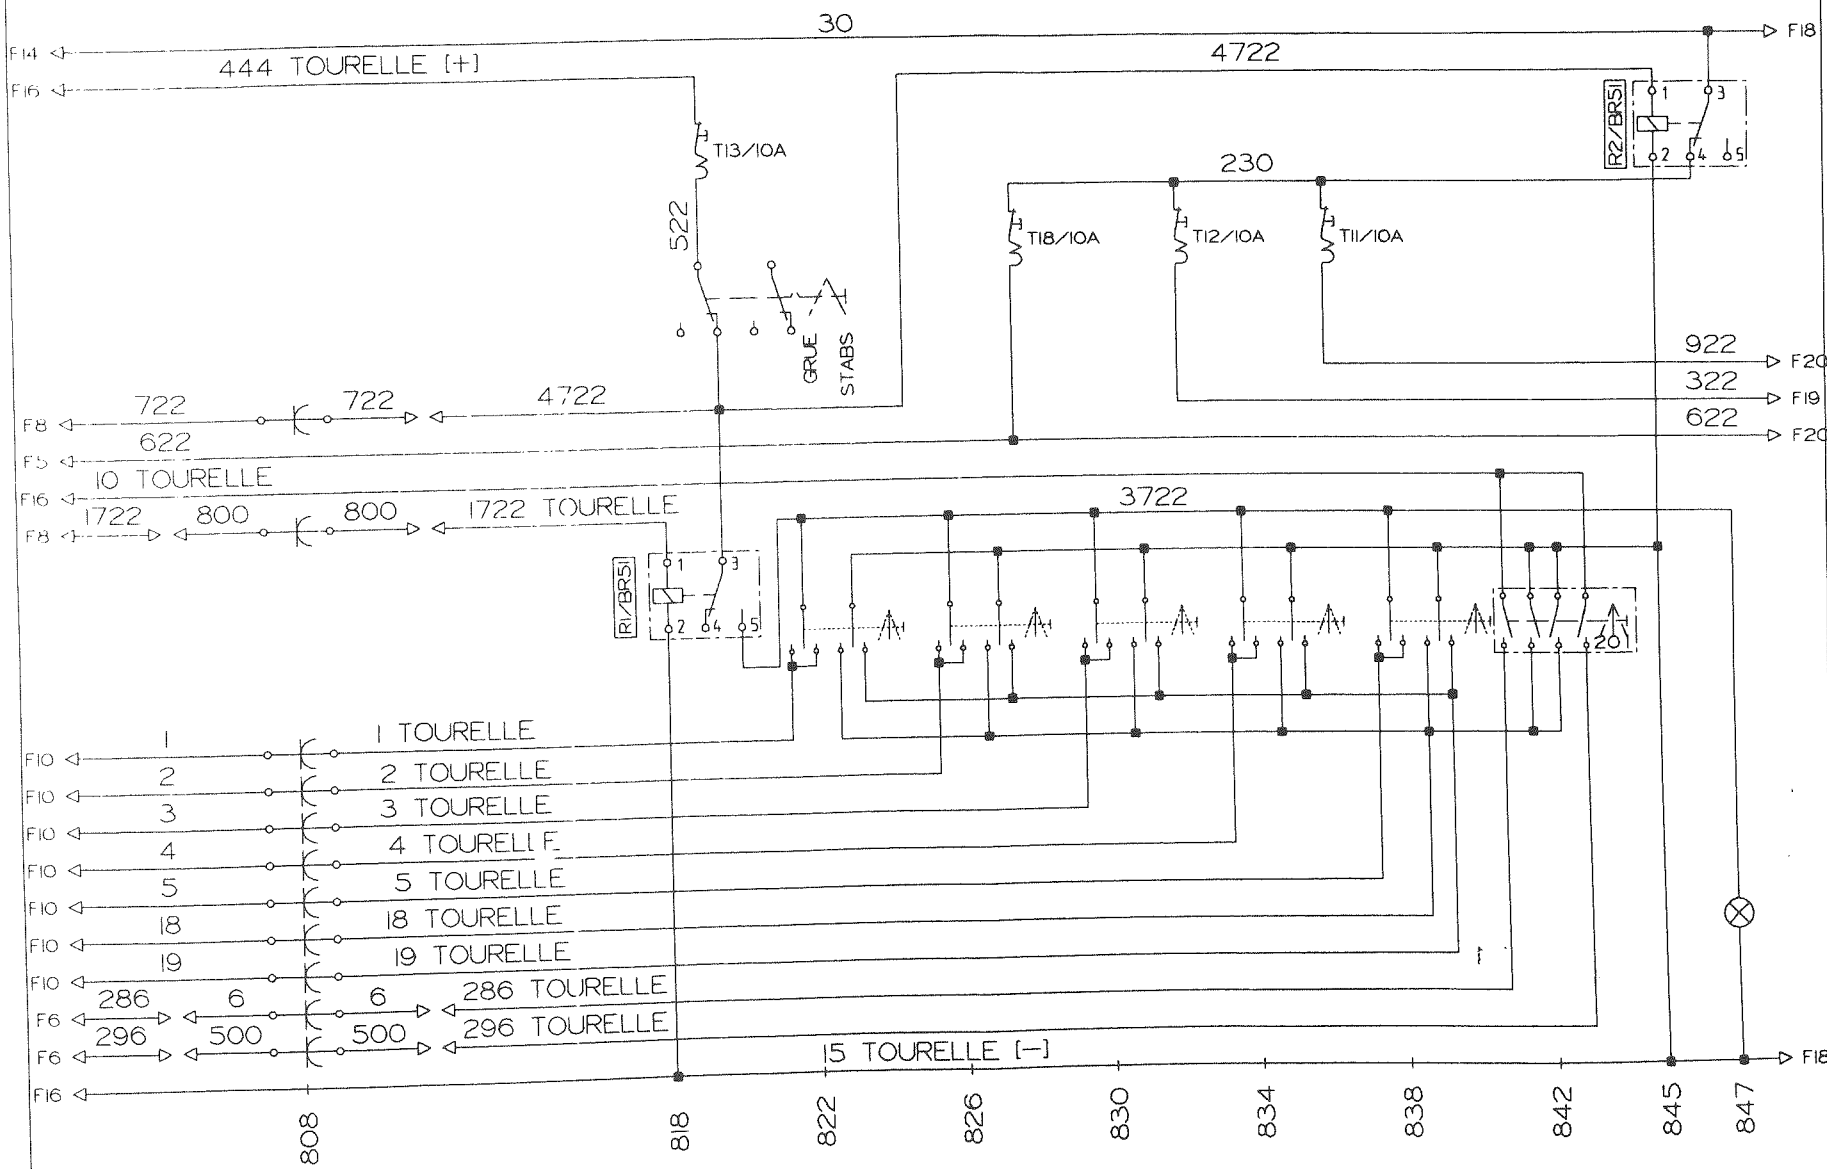 30
F14
F18
444 TOURELLE [+]
4722
F16
R2/BR51
1
3
2
4
5
T13/10A
230
522
T18/10A
T12/10A
T11/10A
GRUE
STABS
922
F20
722
722
4722
322
F19
F8
622
622
F20
F5
10 TOURELLE
F16
1722
800
800
1722 TOURELLE
3722
F8
R1/BR51
1
3
2
4
5
201
1
1 TOURELLE
F10
2
2 TOURELLE
F10
3
3 TOURELLE
F10
4
4 TOURELLE
F10
5
5 TOURELLE
F10
18
18 TOURELLE
F10
19
19 TOURELLE
F10
286
6
6
286 TOURELLE
F6
296
500
500
296 TOURELLE
F6
15 TOURELLE [-]
F18
F16
808
818
822
826
830
834
838
842
845
847